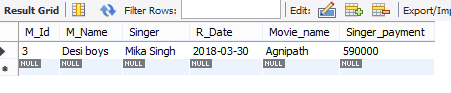 Result Grid Filter Rows: Edit: Export/Imp
M_Id M_Name Singer R_Date Movie_name Singer_payment
3 Desi boys Mika Singh 2018-03-30 Agnipath 590000
NULL NULL NULL NULL NULL NULL